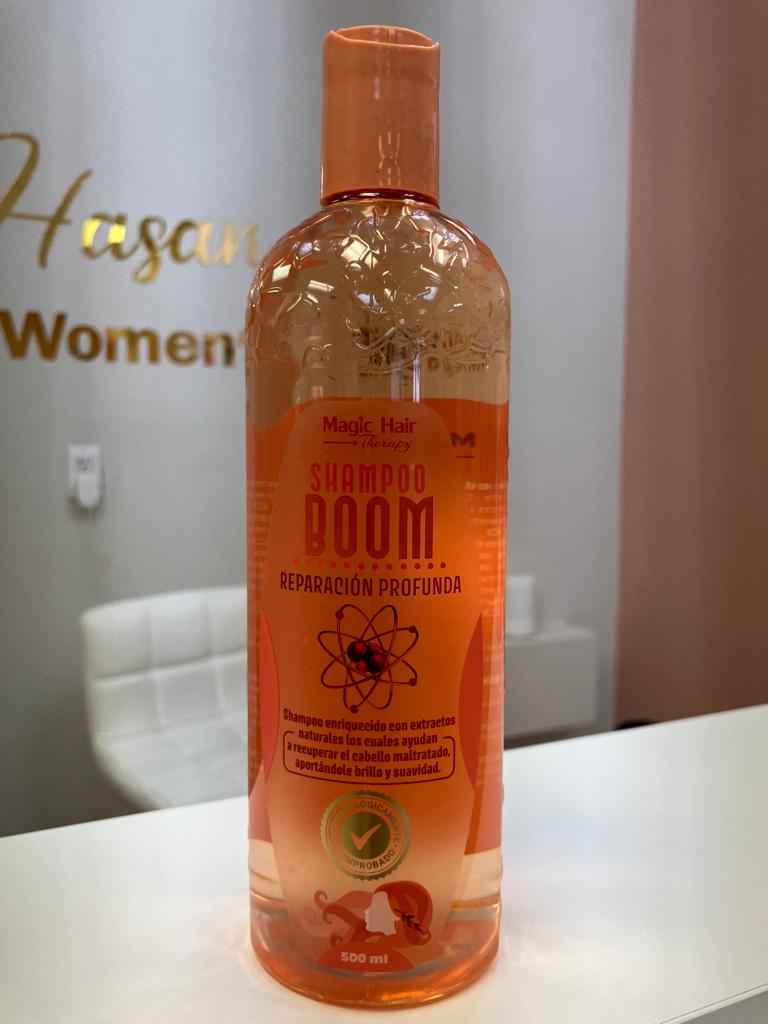 Hasan
Women
Magic Hair
Therapy
M
SHAMPOO
BOOM
REPARACIÓN PROFUNDA
Shampoo enriquecido con extractos
naturales los cuales ayudan
a recuperar el cabello maltratado,
aportándole brillo y suavidad.
COMPROBADO
500 ml